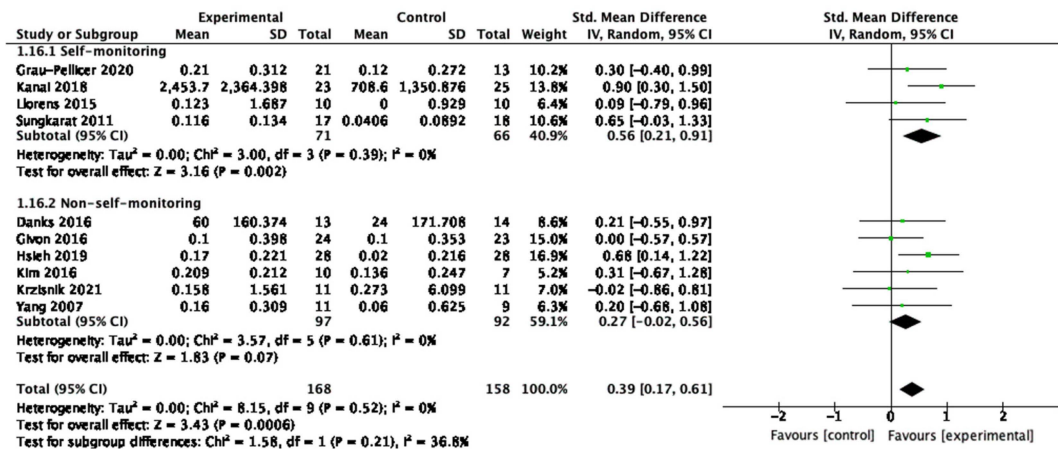 Experimental Control Std. Mean Difference Std. Mean Difference
Study or Subgroup Mean SD Total Mean SD Total Weight IV, Random, 95% CI IV, Random, 95% CI
1.16.1 Self-monitoring
Grau-Pellicer 2020 0.21 0.312 21 0.12 0.272 13 10.2% 0.30 [-0.40, 0.99]
Kanai 2018 2,453.7 2,364.398 23 708.6 1,350.876 25 13.8% 0.90 [0.30, 1.50]
Llorens 2015 0.123 1.687 10 0 0.929 10 6.4% 0.09 [-0.79, 0.96]
Sungkarat 2011 0.116 0.134 17 0.0406 0.0892 18 10.6% 0.65 [-0.03, 1.33]
Subtotal (95% CI) 71 66 40.9% 0.56 [0.21, 0.91]
Heterogeneity: Tau² = 0.00; Chi² = 3.00, df = 3 (P = 0.39); I² = 0%
Test for overall effect: Z = 3.16 (P = 0.002)
1.16.2 Non-self-monitoring
Danks 2016 60 160.374 13 24 171.708 14 8.6% 0.21 [-0.55, 0.97]
Givon 2016 0.1 0.398 24 0.1 0.353 23 15.0% 0.00 [-0.57, 0.57]
Hsieh 2019 0.17 0.221 28 0.02 0.216 28 16.9% 0.68 [0.14, 1.22]
Kim 2016 0.209 0.212 10 0.136 0.247 7 5.2% 0.31 [-0.67, 1.28]
Krzisnik 2021 0.158 1.561 11 0.273 6.099 11 7.0% -0.02 [-0.86, 0.81]
Yang 2007 0.16 0.309 11 0.06 0.625 9 6.3% 0.20 [-0.68, 1.08]
Subtotal (95% CI) 97 92 59.1% 0.27 [-0.02, 0.56]
Heterogeneity: Tau² = 0.00; Chi² = 3.57, df = 5 (P = 0.61); I² = 0%
Test for overall effect: Z = 1.83 (P = 0.07)
Total (95% CI) 168 158 100.0% 0.39 [0.17, 0.61]
Heterogeneity: Tau² = 0.00; Chi² = 8.15, df = 9 (P = 0.52); I² = 0%
Test for overall effect: Z = 3.43 (P = 0.0006)
Test for subgroup differences: Chi² = 1.58, df = 1 (P = 0.21), I² = 36.8%
-2 -1 0 1 2
Favours [control] Favours [experimental]